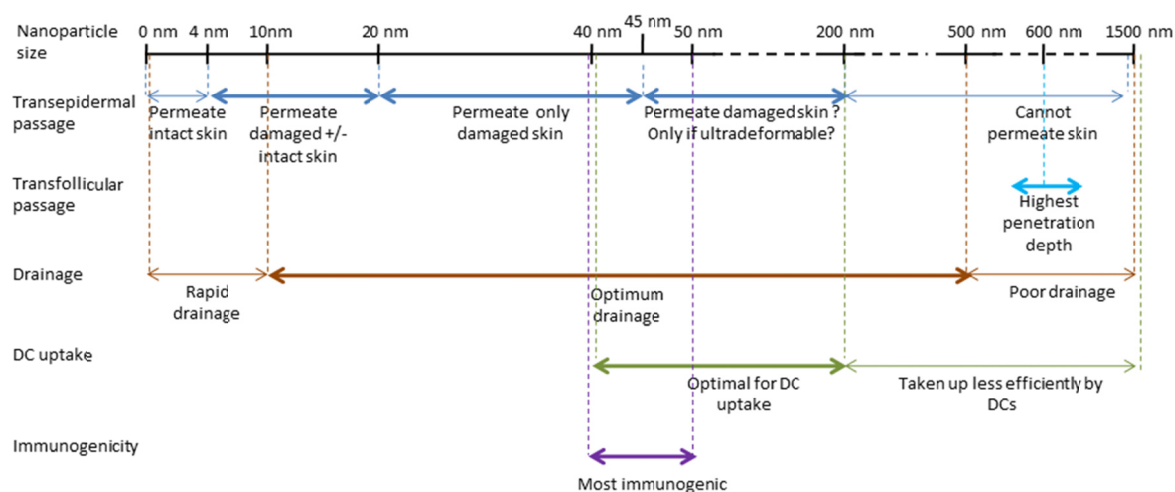 Nanoparticle
size
0 nm 4 nm 10nm 20 nm 40 nm 45 nm 50nm 200 nm 500 nm 600 nm 1500 nm
Transepidermal
passage
Permeate
intact skin
Permeate
damaged +/-
intact skin
Permeate only
damaged skin
Permeate damaged skin ?
Only if ultradeformable?
Cannot
permeate skin
Transfollicular
passage
Highest
penetration
depth
Drainage
Rapid
drainage
Optimum
drainage
Poor drainage
DC uptake
Optimal for DC
uptake
Taken up less efficiently by
DCs
Immunogenicity
Most immunogenic